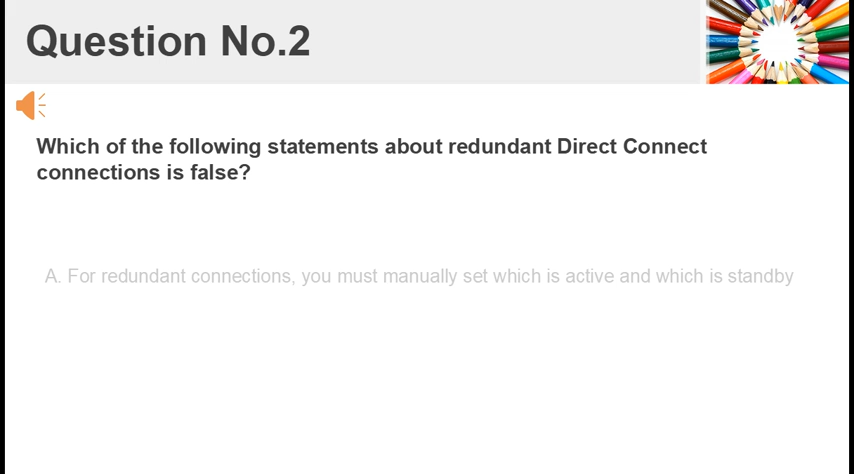 Question No.2
Which of the following statements about redundant Direct Connect
connections is false?
A. For redundant connections, you must manually set which is active and which is standby